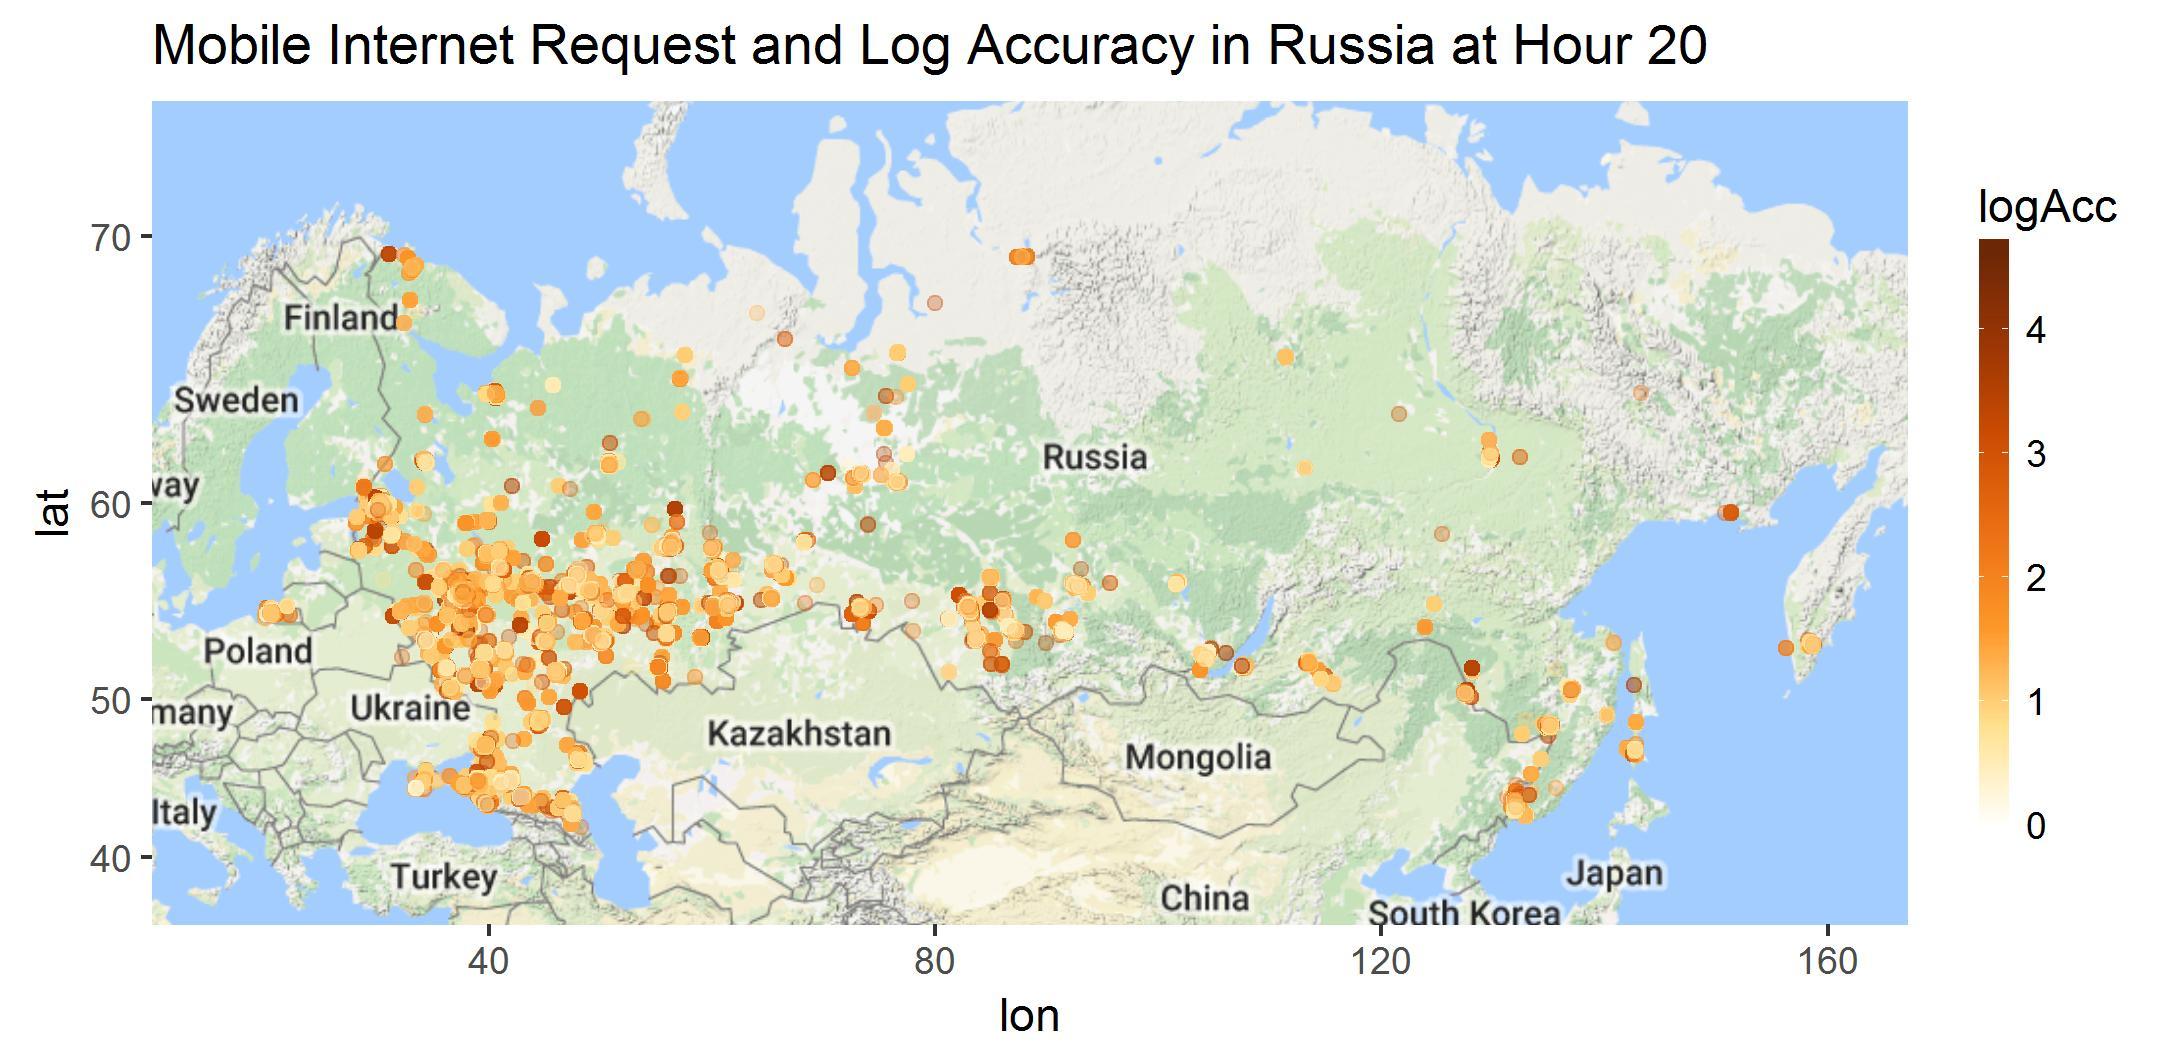 Mobile Internet Request and Log Accuracy in Russia at Hour 20
logAcc
70
60
50
40
lat
4
3
2
1
0
Finland
Sweden
way
Russia
Poland
many
Ukraine
Kazakhstan
Mongolia
Italy
Turkey
China
Japan
South Korea
40
80
120
160
lon